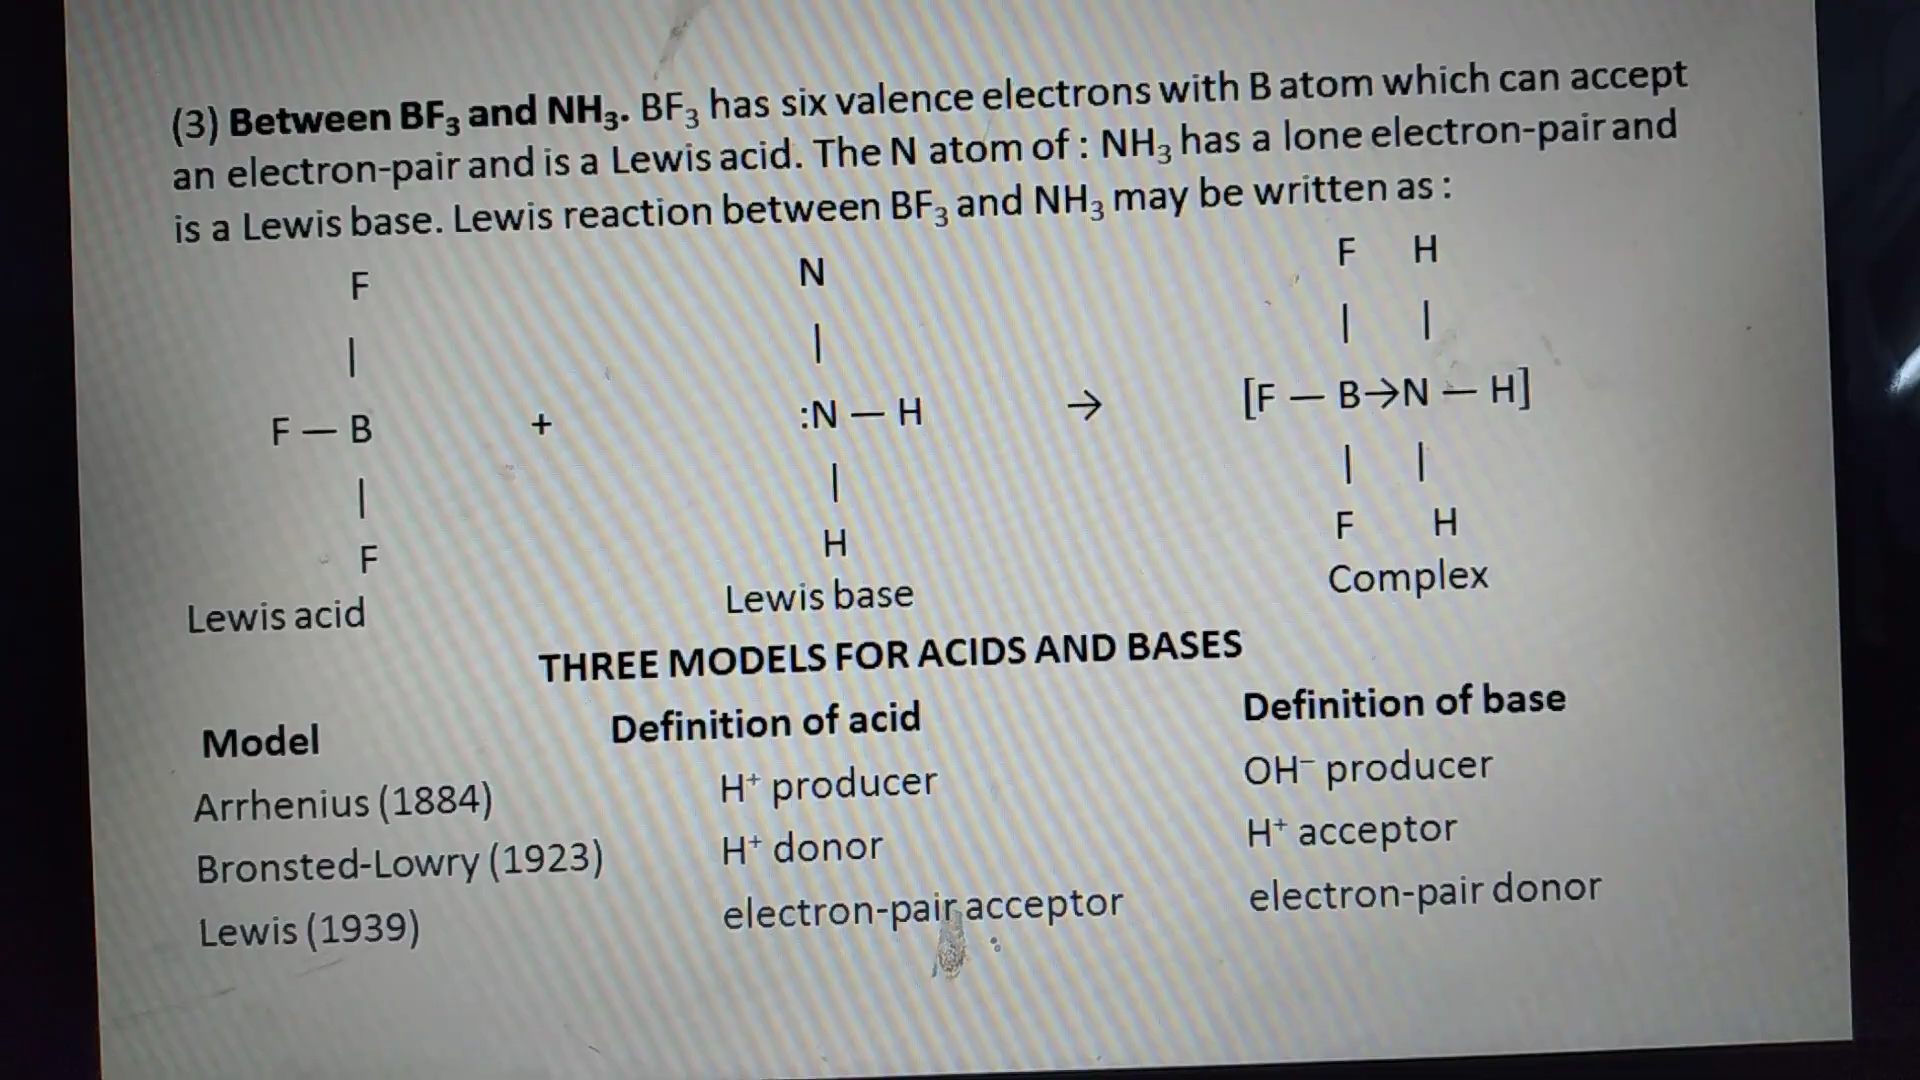 (3) Between BF₃ and NH₃. BF₃ has six valence electrons with B atom which can accept
an electron-pair and is a Lewis acid. The N atom of : NH₃ has a lone electron-pair and
is a Lewis base. Lewis reaction between BF₃ and NH₃ may be written as :
F N F H
| | | |
F — B + :N — H → [F — B→N — H]
| | | |
F H F H
Lewis acid Lewis base Complex
THREE MODELS FOR ACIDS AND BASES
Model Definition of acid Definition of base
Arrhenius (1884) H⁺ producer OH⁻ producer
Bronsted-Lowry (1923) H⁺ donor H⁺ acceptor
Lewis (1939) electron-pair acceptor electron-pair donor